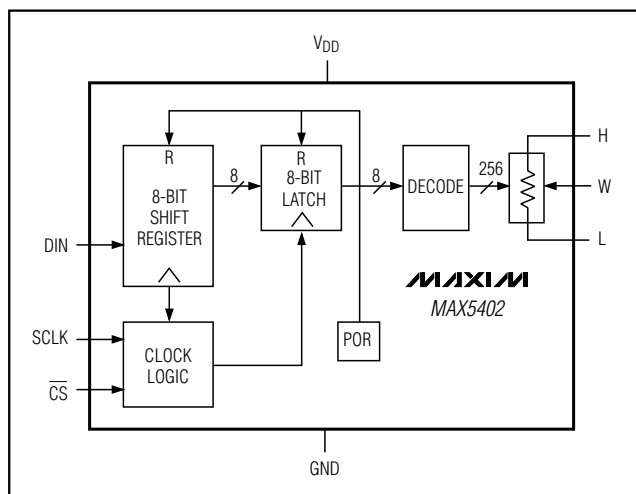 VDD
R
8-BIT
SHIFT
REGISTER
8
R
8-BIT
LATCH
8
DECODE
256
H
W
L
DIN
MAXIM
MAX5402
SCLK
CS
CLOCK
LOGIC
POR
GND